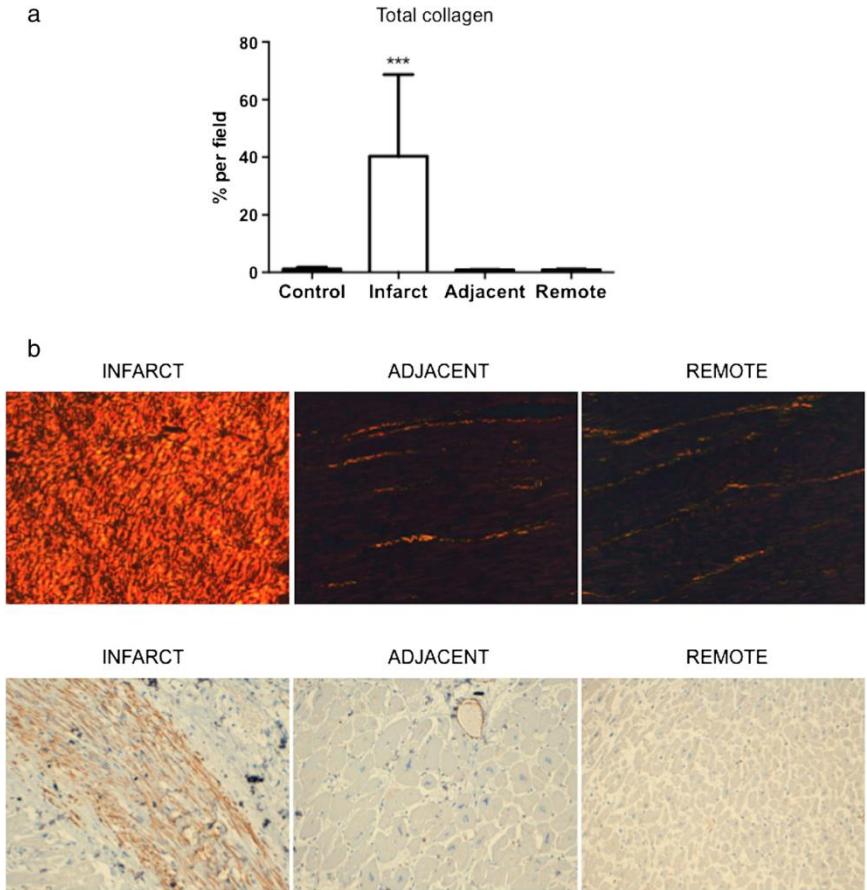 a
Total collagen
80
***
60
% per field
40
20
0
Control Infarct Adjacent Remote
b
INFARCT ADJACENT REMOTE
INFARCT ADJACENT REMOTE